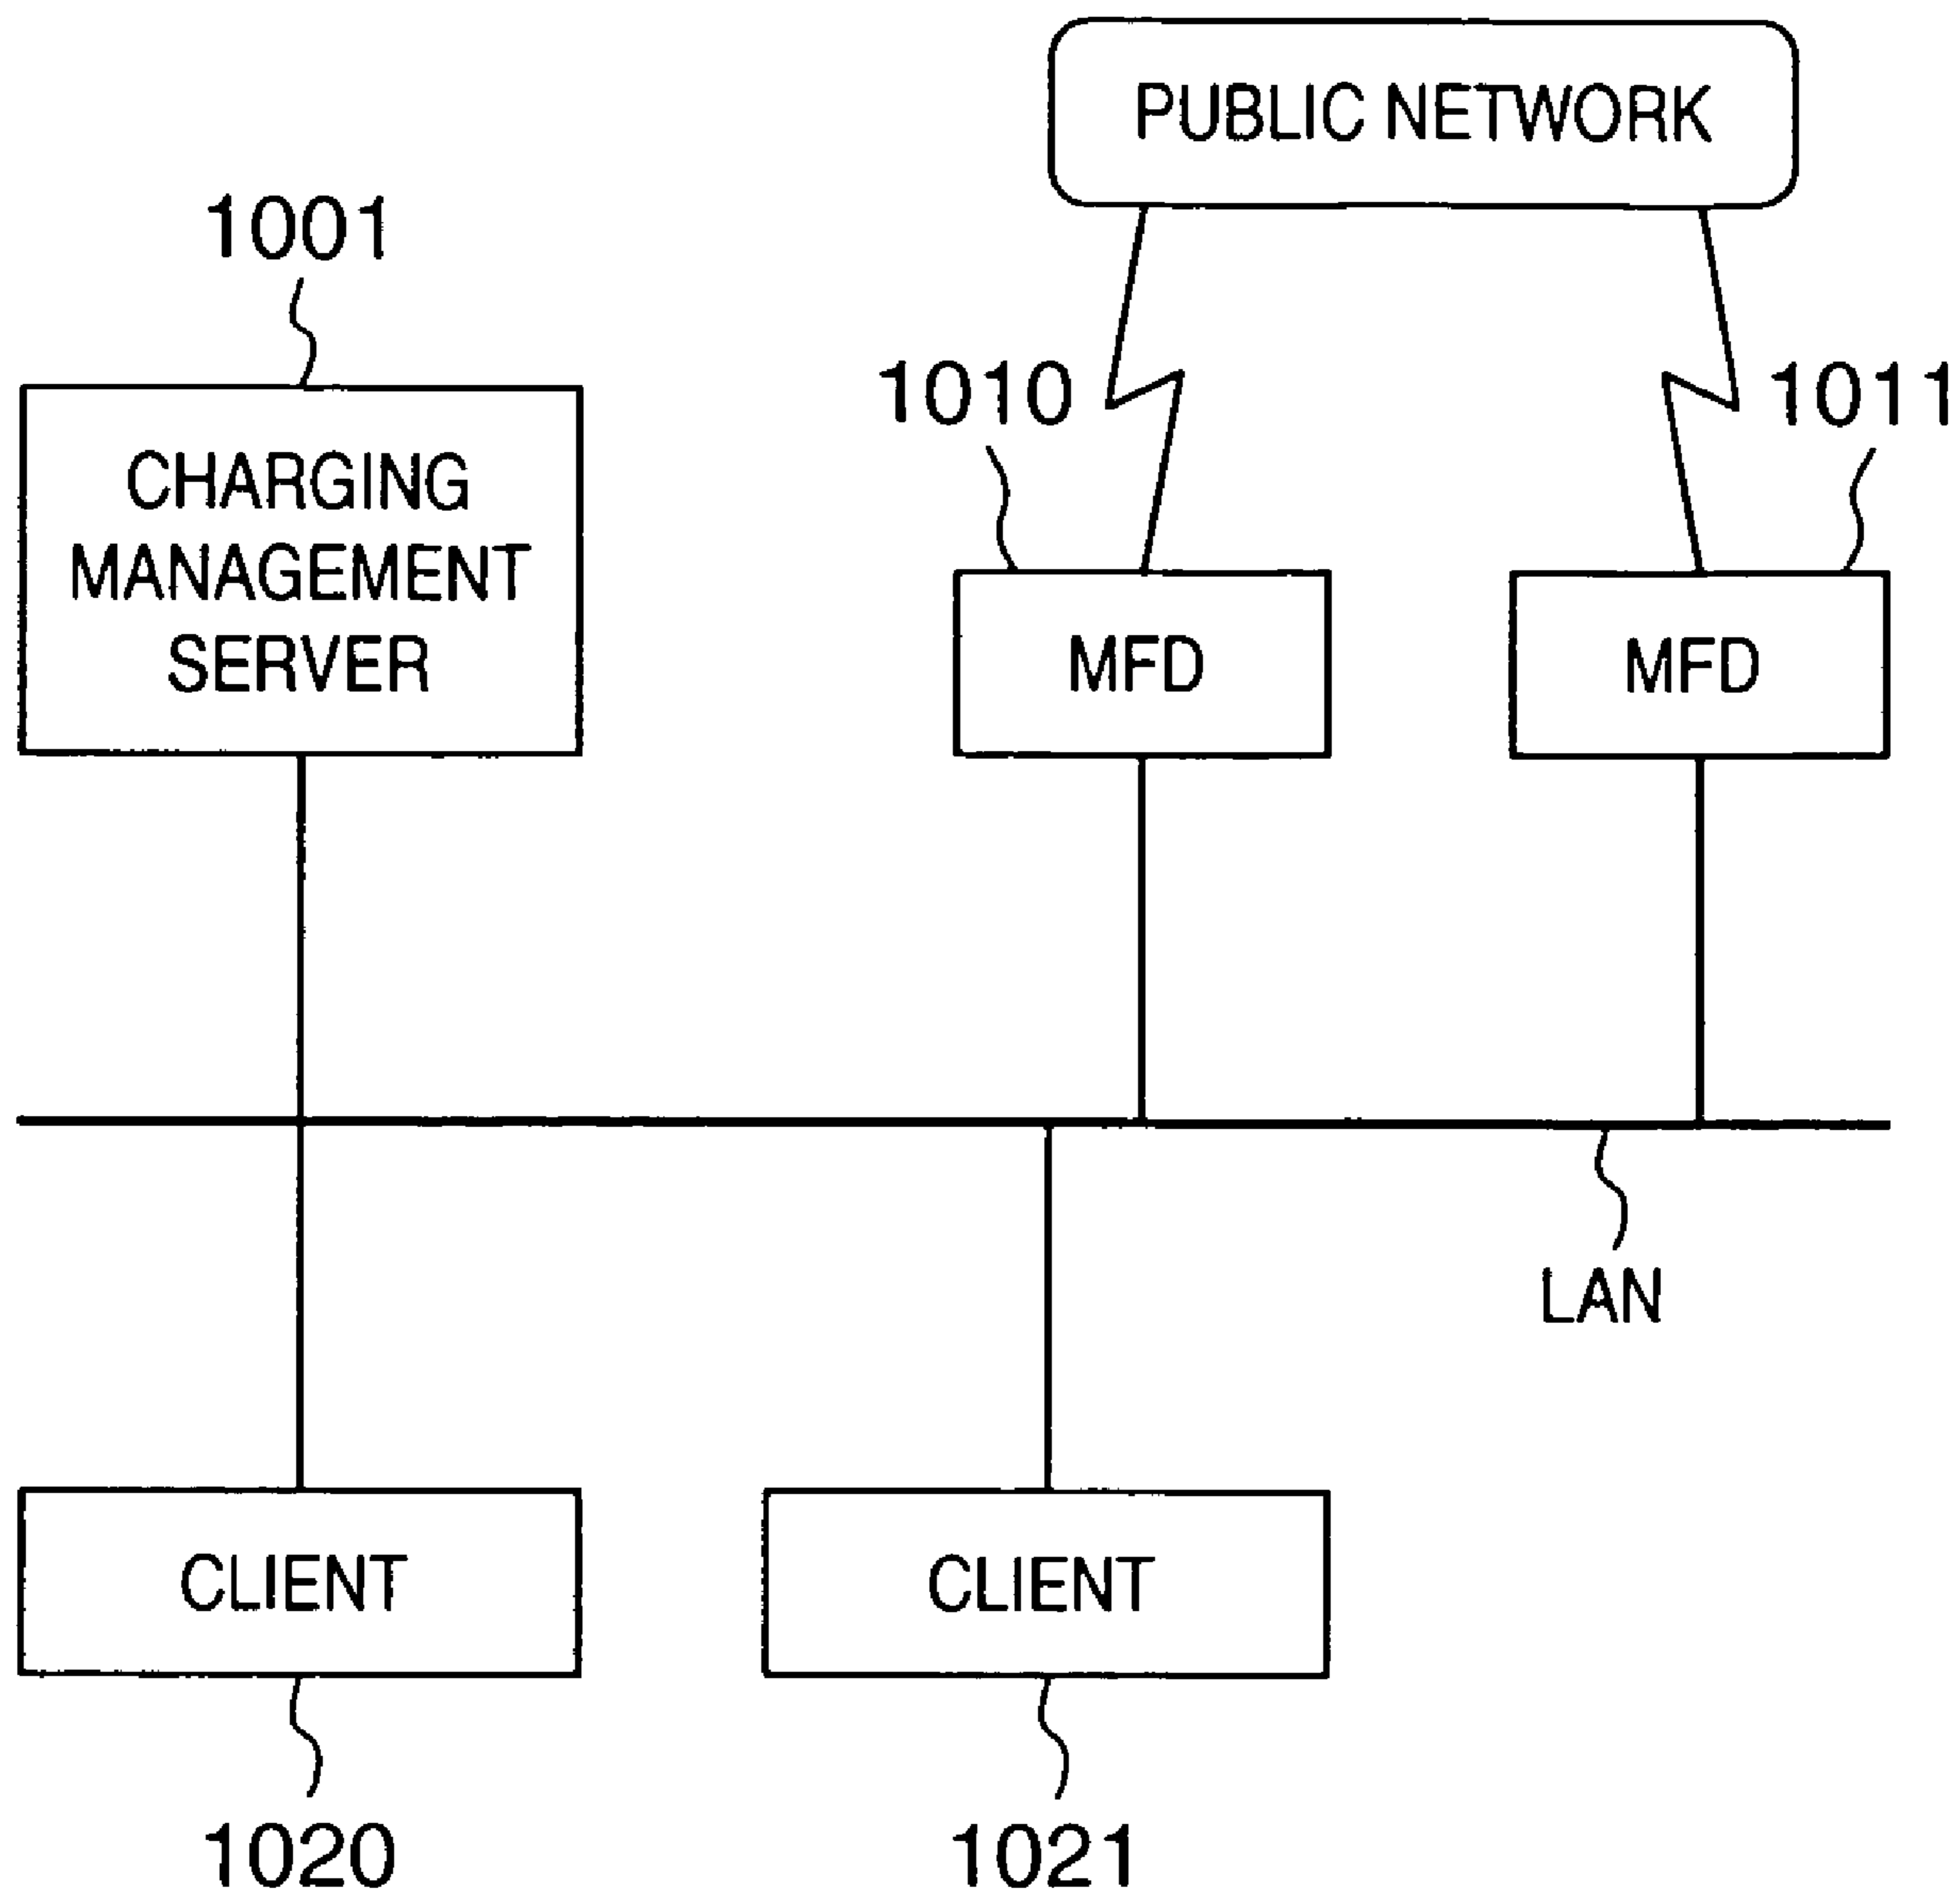 PUBLIC NETWORK
1001
1010
1011
CHARGING
MANAGEMENT
SERVER
MFD
MFD
LAN
CLIENT
CLIENT
1020
1021